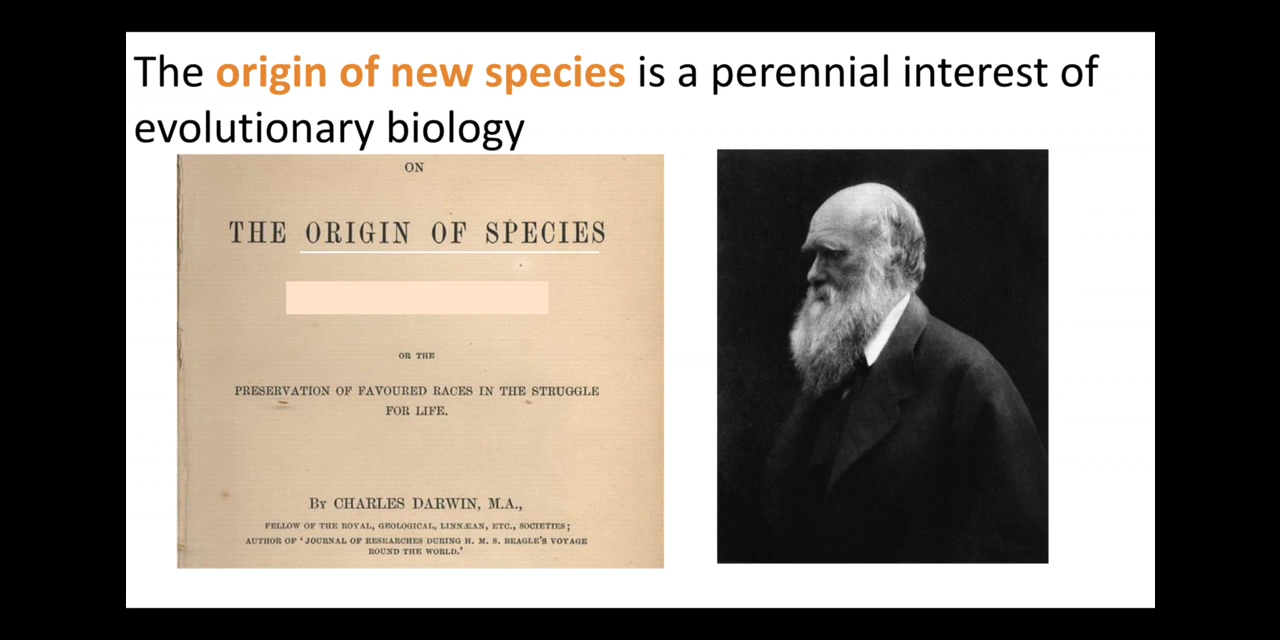 The origin of new species is a perennial interest of
evolutionary biology
ON
THE ORIGIN OF SPECIES
OR THE
PRESERVATION OF FAVOURED RACES IN THE STRUGGLE
FOR LIFE.
By CHARLES DARWIN, M.A.,
FELLOW OF THE ROYAL, GEOLOGICAL, LINNÆAN, ETC., SOCIETIES;
AUTHOR OF 'JOURNAL OF RESEARCHES DURING H. M. S. BEAGLE'S VOYAGE
ROUND THE WORLD.'